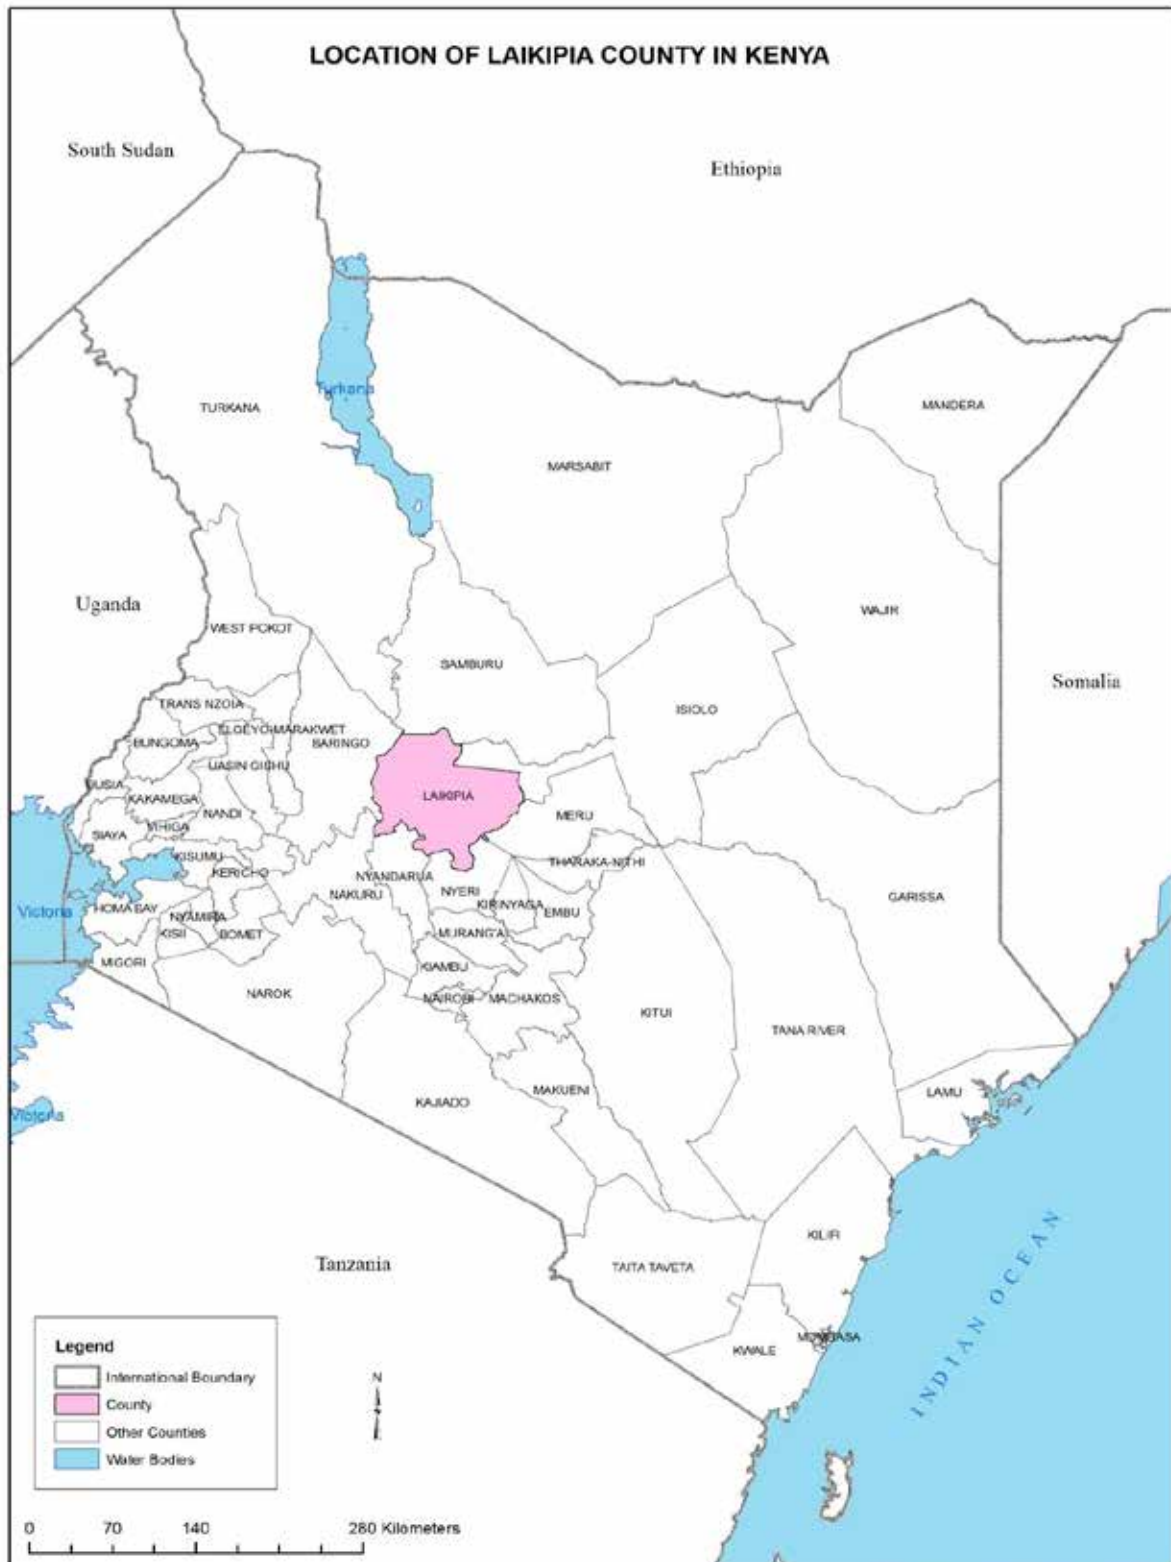 LOCATION OF LAIKIPIA COUNTY IN KENYA
South Sudan
Ethiopia
Turkana
TURKANA
MANDERA
MARSABIT
Uganda
WAJIR
WEST POKOT
SAMBURU
Somalia
TRANS NZOIA
ISIOLO
ELGEYO-MARAKWET
BUNGOMA
BARINGO
UASIN GISHU
BUSIA
KAKAMEGA
LAIKIPIA
NANDI
MERU
VIHIGA
SIAYA
KISUMU
THARAKA-NITHI
KERICHO
NYANDARUA
NYERI
NAKURU
GARISSA
KIRINYAGA
HOMA BAY
Victoria
NYAMIRA
EMBU
KISII
BOMET
MURANG'A
MIGORI
KIAMBU
NAROK
NAIROBI
MACHAKOS
KITUI
TANA RIVER
MAKUENI
LAMU
KAJIADO
Victoria
KILIFI
Tanzania
TAITA TAVETA
INDIAN OCEAN
MOMBASA
KWALE
Legend
International Boundary
County
Other Counties
Water Bodies
N
0 70 140 280 Kilometers